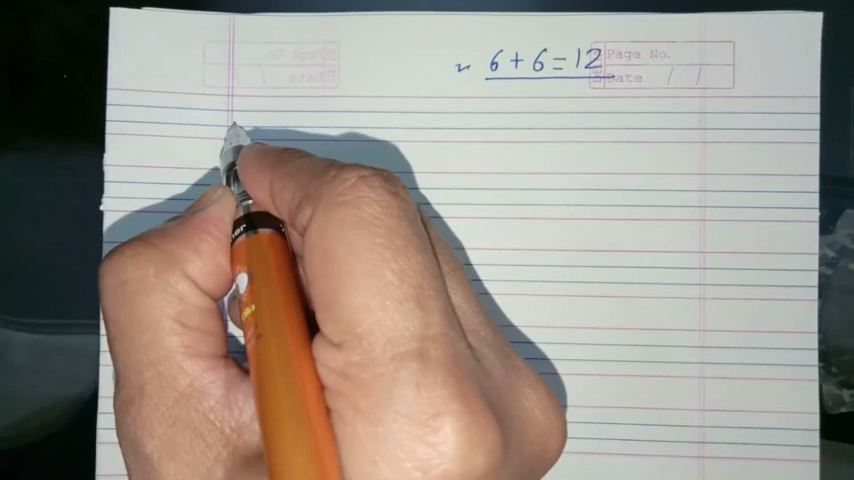 ~ 6 + 6 = 12
Page No.
Date / /